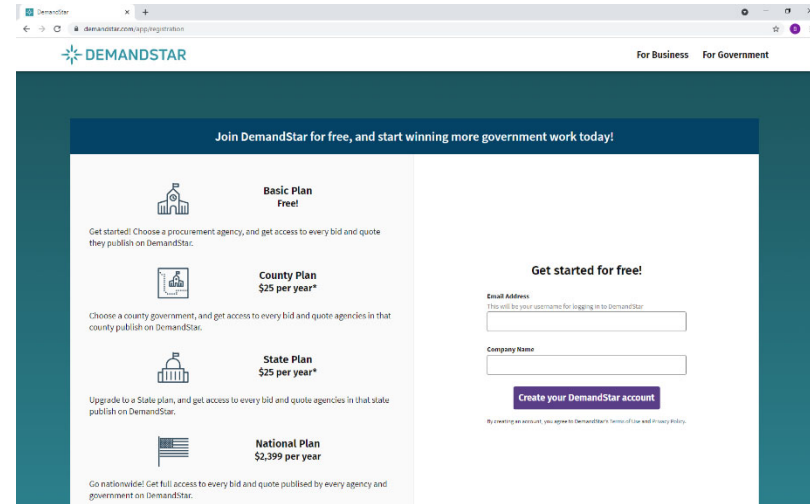 DemandStar
demandstar.com/app/registration
DEMANDSTAR
For Business For Government
Join DemandStar for free, and start winning more government work today!
Basic Plan
Free!
Get started! Choose a procurement agency, and get access to every bid and quote
they publish on DemandStar.
County Plan
$25 per year*
Choose a county government, and get access to every bid and quote agencies in that
county publish on DemandStar.
State Plan
$25 per year*
Upgrade to a State plan, and get access to every bid and quote agencies in that state
publish on DemandStar.
National Plan
$2,399 per year
Go nationwide! Get full access to every bid and quote publised by every agency and
government on DemandStar.
Get started for free!
Email Address
This will be your username for logging in to DemandStar
Company Name
Create your DemandStar account
By creating an account, you agree to DemandStar's Terms of Use and Privacy Policy.